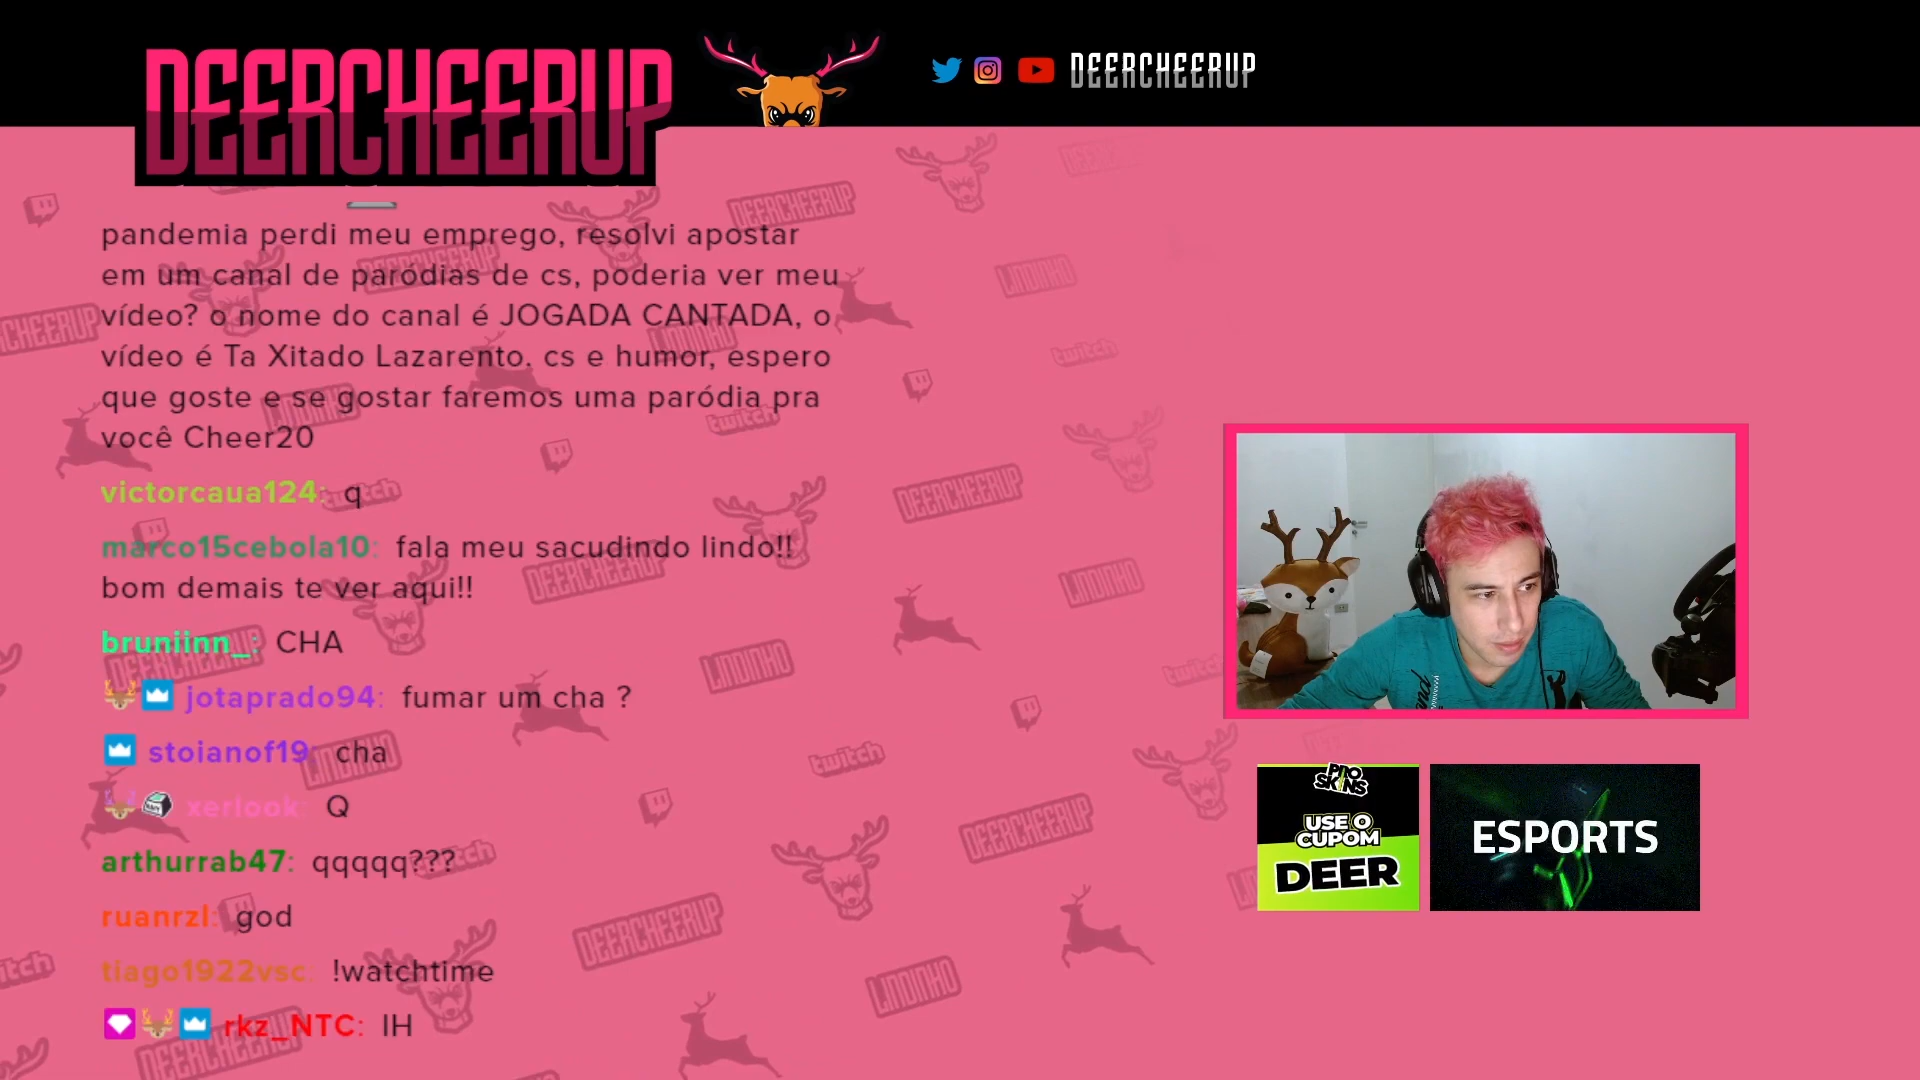 DEERCHEERUP
DEERCHEERUP
pandemia perdi meu emprego, resolvi apostar
em um canal de paródias de cs, poderia ver meu
vídeo? o nome do canal é JOGADA CANTADA, o
vídeo é Ta Xitado Lazarento. cs e humor, espero
que goste e se gostar faremos uma paródia pra
você Cheer20
victorcaua124: q
marco15cebola10: fala meu sacudindo lindo!!
bom demais te ver aqui!!
bruniinn_: CHA
jotaprado94: fumar um cha ?
stoianof19: cha
xerlook: Q
arthurrab47: qqqqq???
ruanrzl: god
tiago1922vsc: !watchtime
rkz_NTC: IH
PRO
SKINS
USE O
CUPOM
DEER
ESPORTS